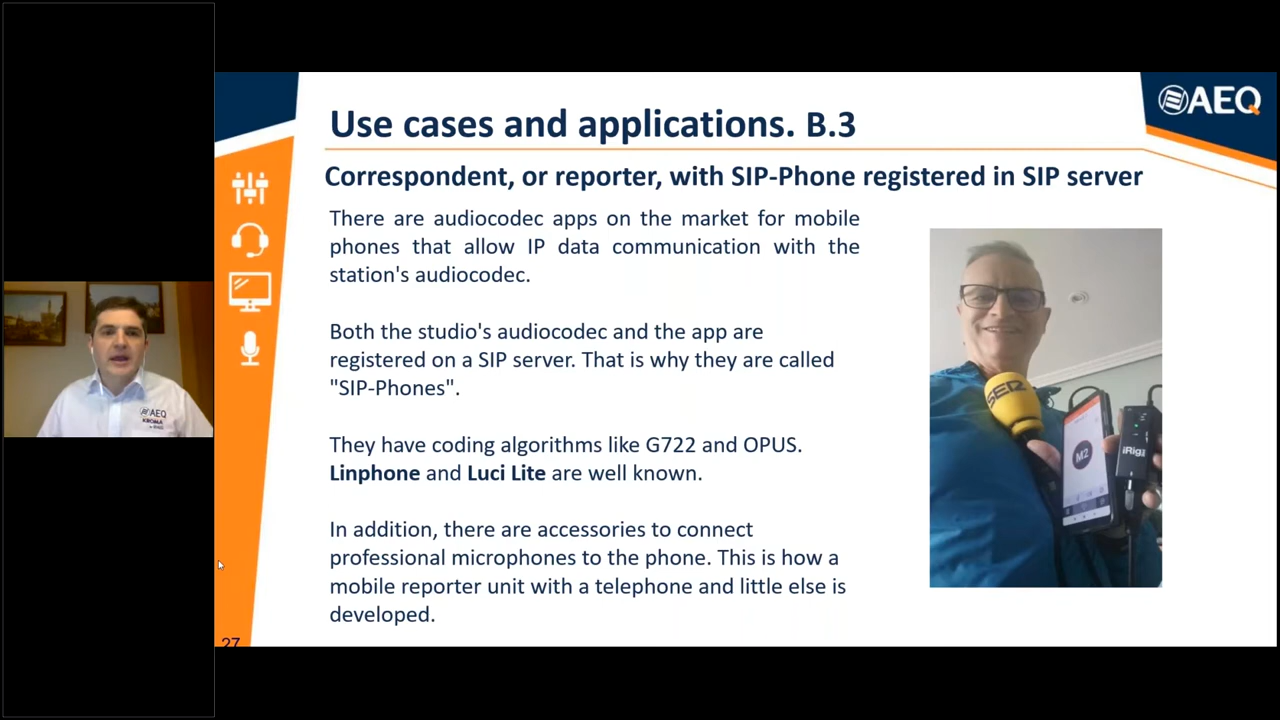 AEQ
Use cases and applications. B.3
Correspondent, or reporter, with SIP-Phone registered in SIP server
There are audiocodec apps on the market for mobile
phones that allow IP data communication with the
station's audiocodec.
Both the studio's audiocodec and the app are
registered on a SIP server. That is why they are called
"SIP-Phones".
They have coding algorithms like G722 and OPUS.
Linphone and Luci Lite are well known.
In addition, there are accessories to connect
professional microphones to the phone. This is how a
mobile reporter unit with a telephone and little else is
developed.
SER
M2
iRig
AEQ
KROMA
27